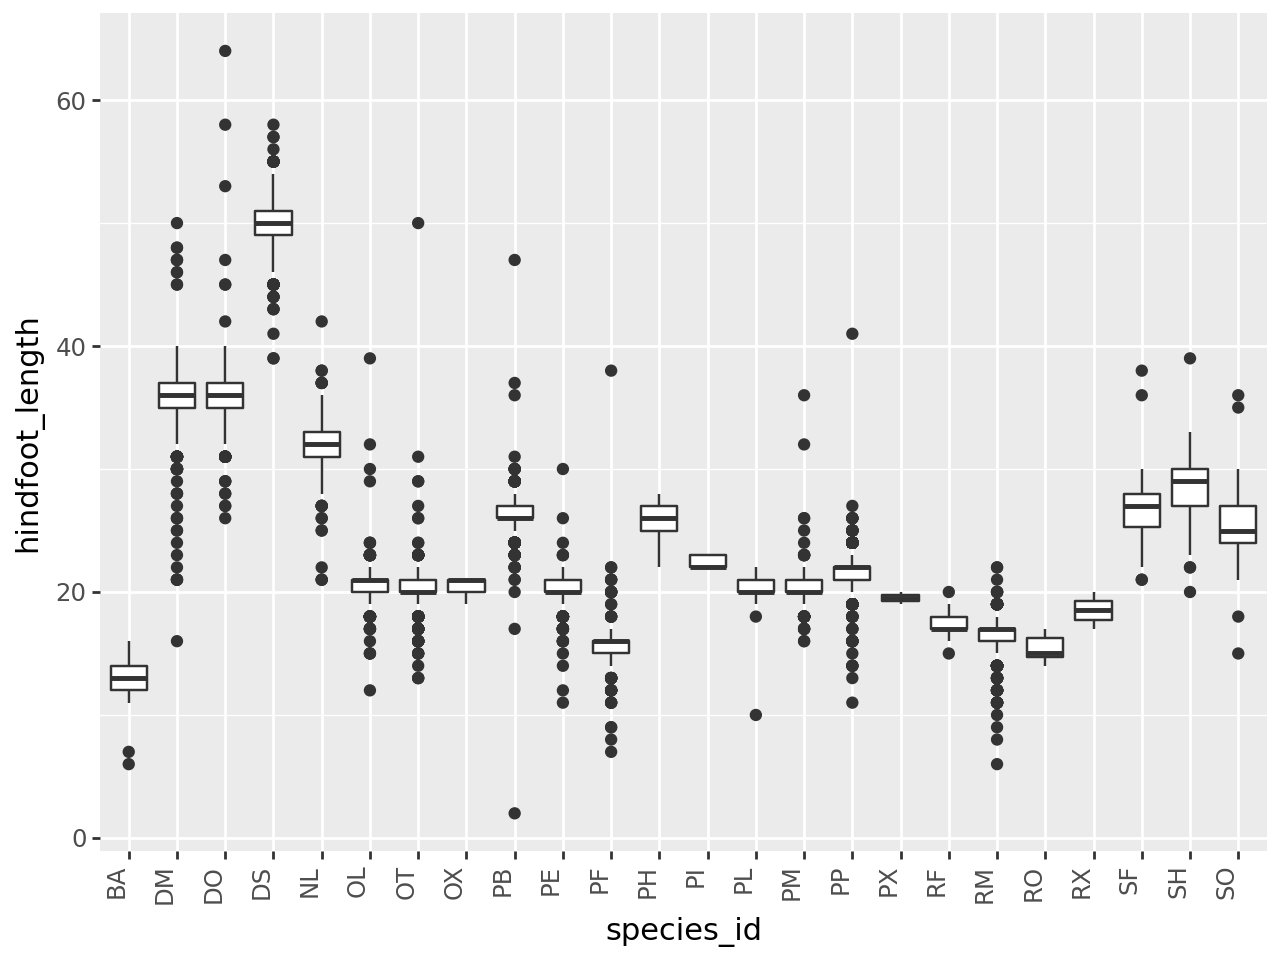 hindfoot_length
60
40
20
0
BA DM DO DS NL OL OT OX PB PE PF PH PI PL PM PP PX RF RM RO RX SF SH SO
species_id